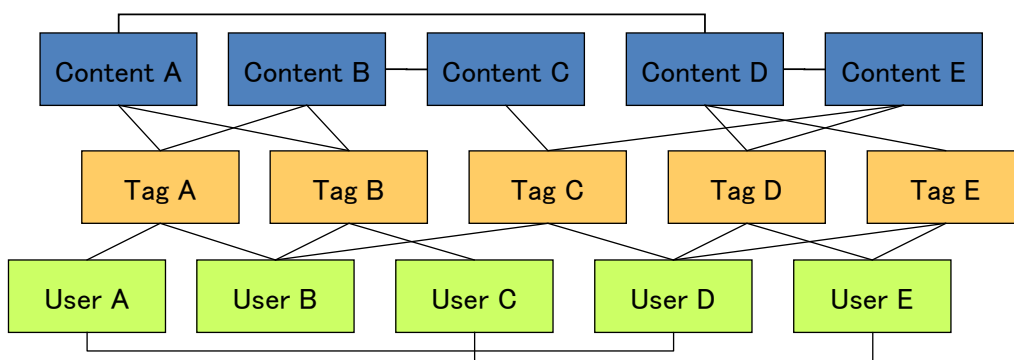 Content A
Content B
Content C
Content D
Content E
Tag A
Tag B
Tag C
Tag D
Tag E
User A
User B
User C
User D
User E